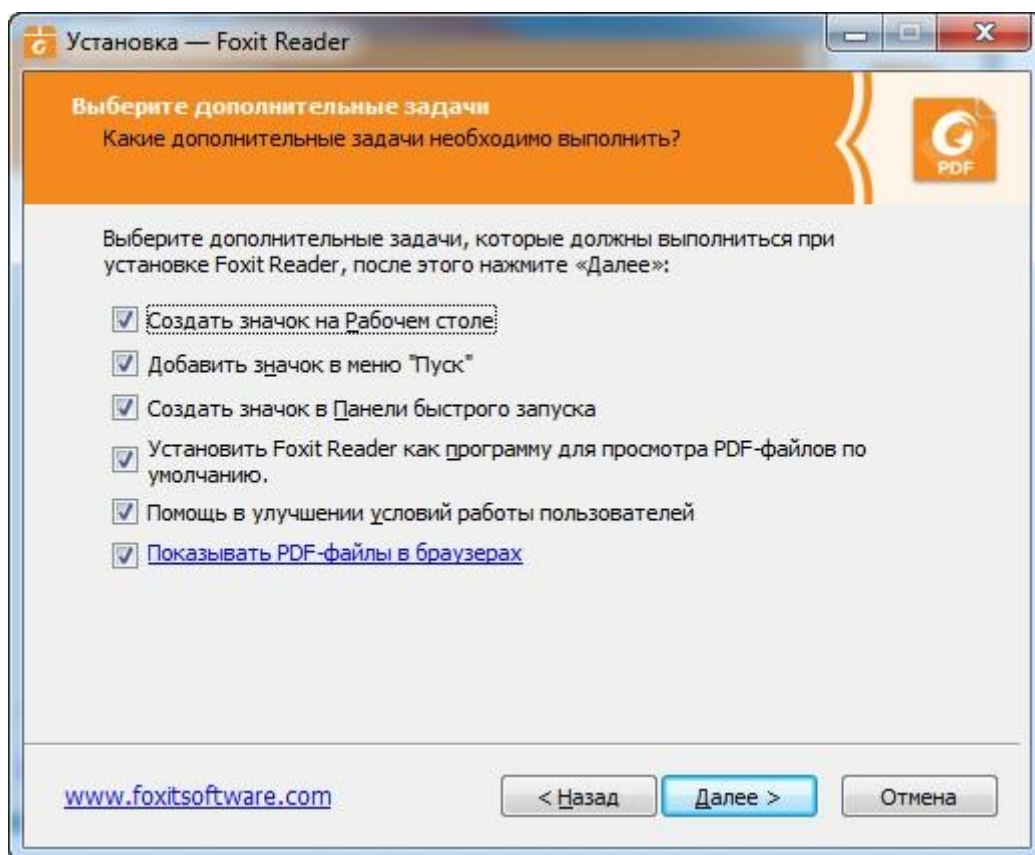 Установка — Foxit Reader
Выберите дополнительные задачи
Какие дополнительные задачи необходимо выполнить?
PDF
Выберите дополнительные задачи, которые должны выполниться при
установке Foxit Reader, после этого нажмите «Далее»:
Создать значок на Рабочем столе
Добавить значок в меню "Пуск"
Создать значок в Панели быстрого запуска
Установить Foxit Reader как программу для просмотра PDF-файлов по
умолчанию.
Помощь в улучшении условий работы пользователей
Показывать PDF-файлы в браузерах
www.foxitsoftware.com
< Назад
Далее >
Отмена